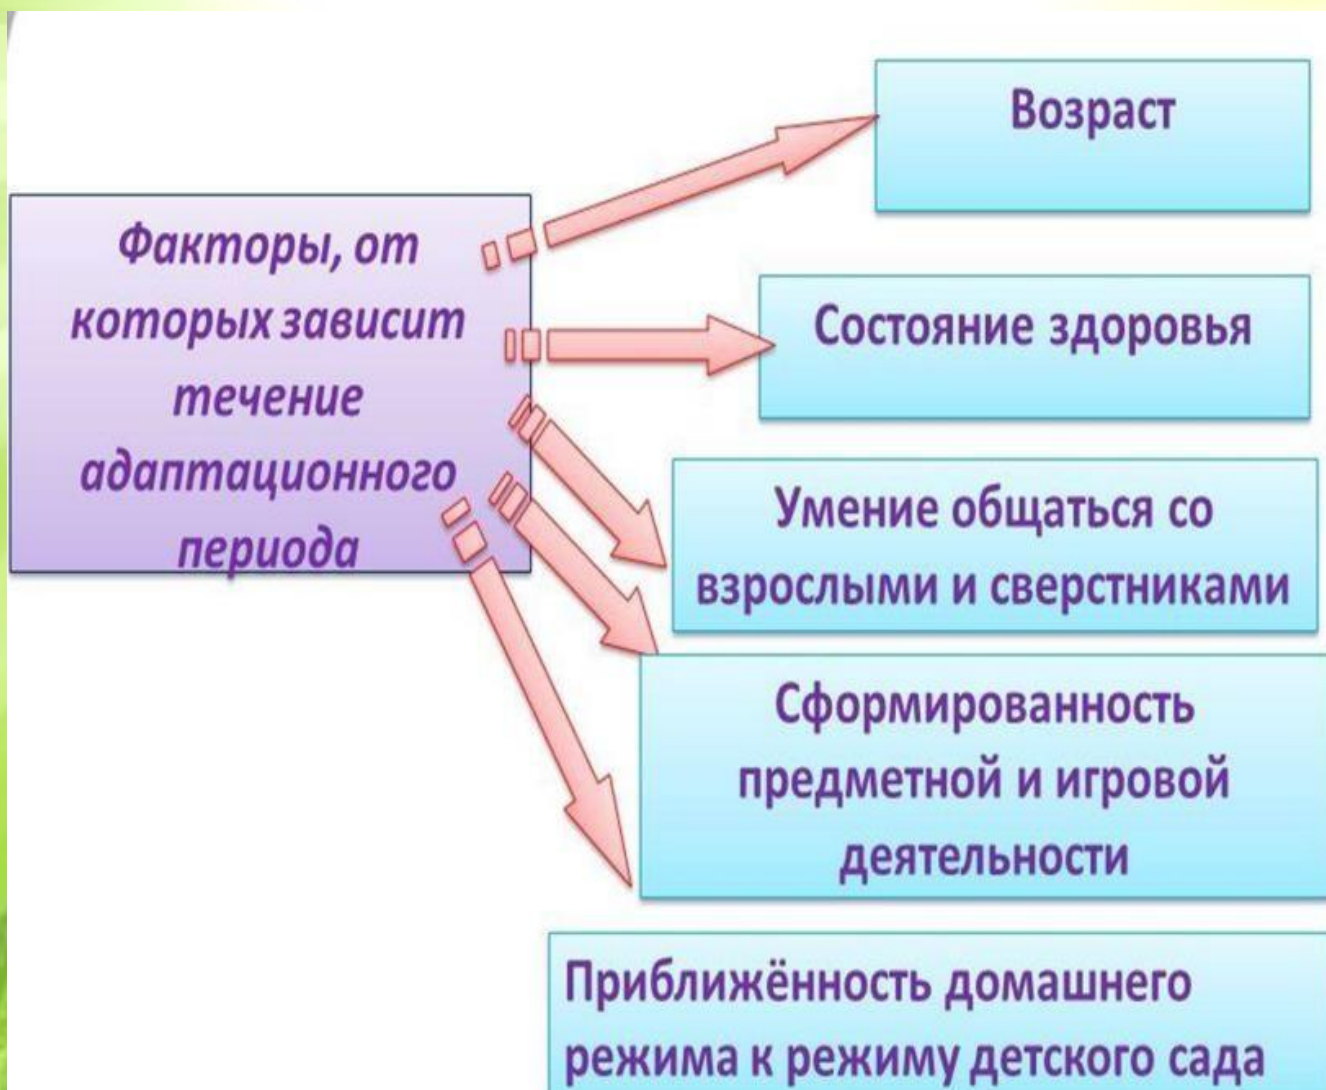 Факторы, от
которых зависит
течение
адаптационного
периода
Возраст
Состояние здоровья
Умение общаться со
взрослыми и сверстниками
Сформированность
предметной и игровой
деятельности
Приближённость домашнего
режима к режиму детского сада